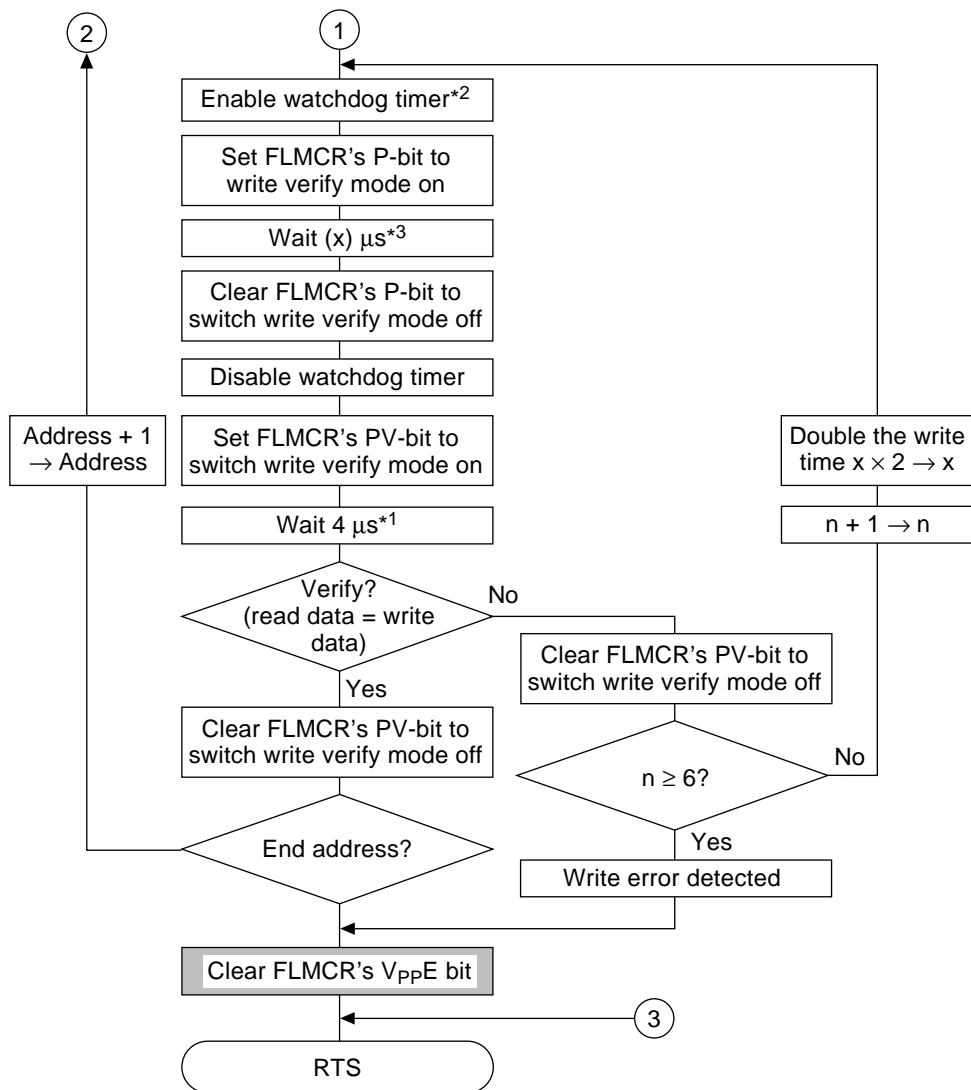 2
1
Enable watchdog timer*2
Set FLMCR's P-bit to
write verify mode on
Wait (x) μs*3
Clear FLMCR's P-bit to
switch write verify mode off
Disable watchdog timer
Address + 1
→ Address
Set FLMCR's PV-bit to
switch write verify mode on
Double the write
time x × 2 → x
Wait 4 μs*1
n + 1 → n
Verify?
(read data = write
data)
No
Clear FLMCR's PV-bit to
switch write verify mode off
Yes
Clear FLMCR's PV-bit to
switch write verify mode off
n ≥ 6?
No
End address?
Yes
Write error detected
Clear FLMCR's VPPE bit
3
RTS